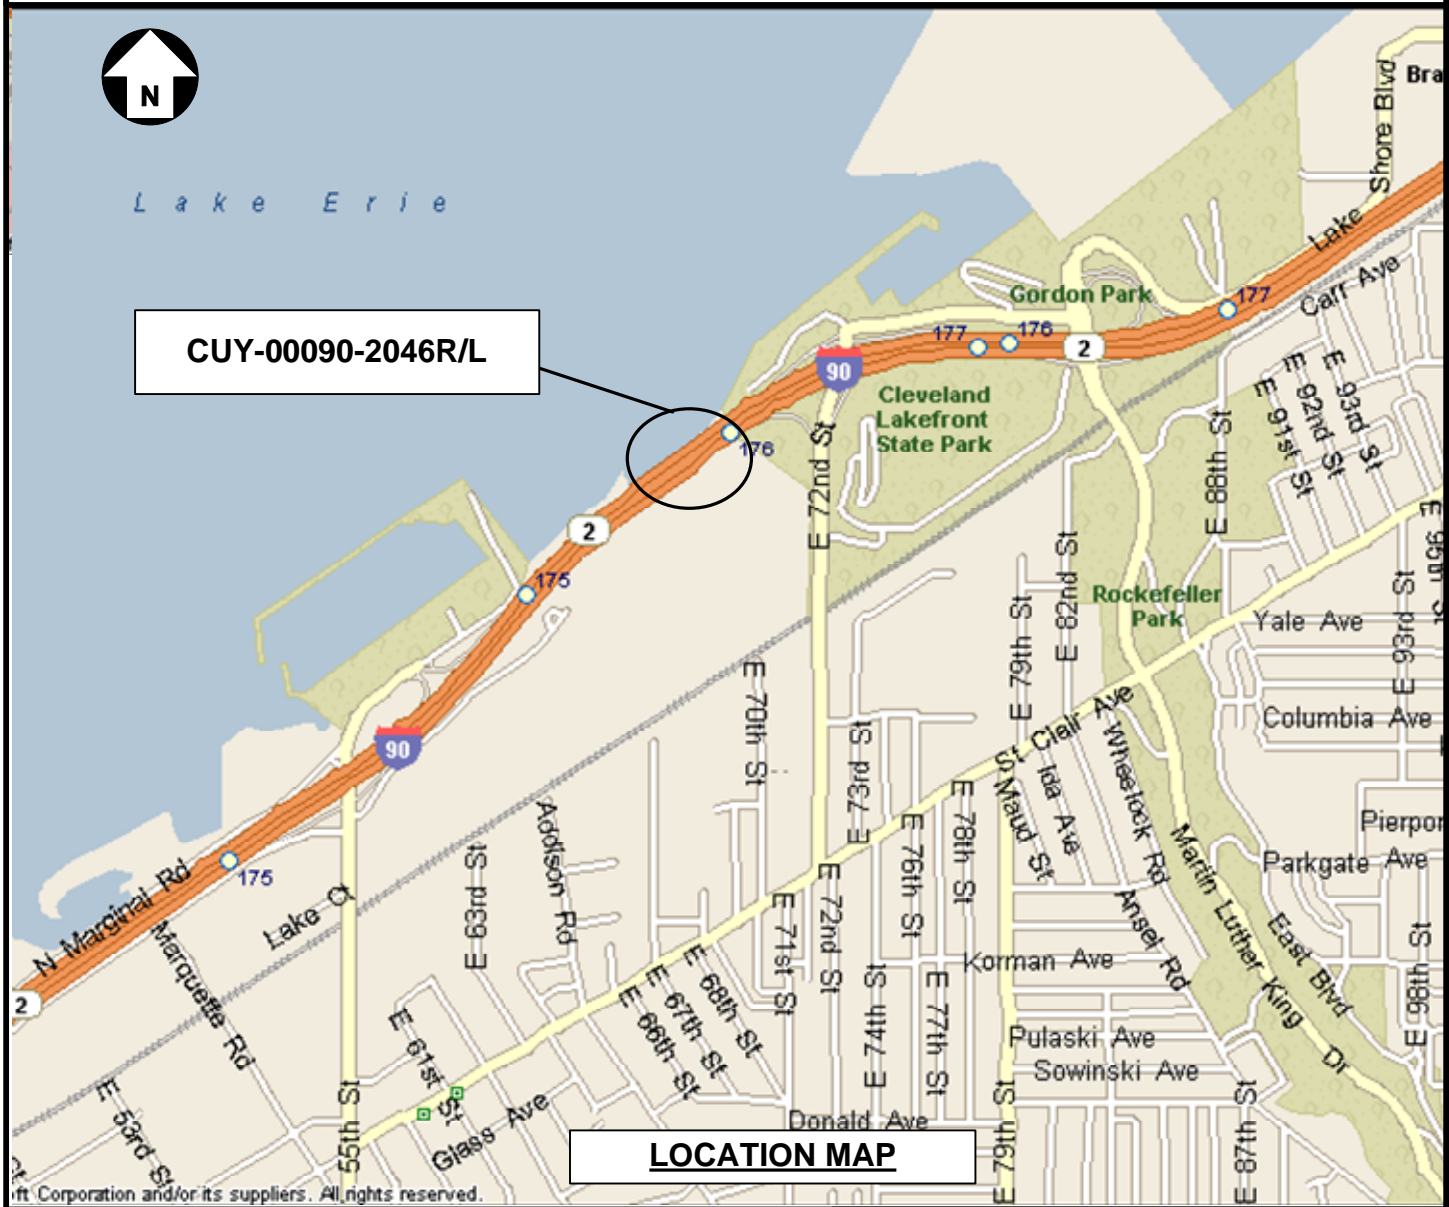 N
Lake Erie
CUY-00090-2046R/L
Shore Blvd
Bra
Lake
Carr Ave
Gordon Park
177
177
176
2
90
Cleveland
Lakefront
State Park
176
E 72nd St
E 88th St
E 91st St
E 92nd St
E 93rd St
E 95th St
2
175
E 82nd St
E 79th St
Rockefeller
Park
Yale Ave
E 93rd St
Columbia Ave
90
E 70th St
E 73rd St
St Clair Ave
Wheelock Rd
Ida Ave
Maud St
Pierpor
Parkgate Ave
175
N Marginal Rd
Lake Ct
Marquette Rd
E 63rd St
Addison Rd
E 71st St
E 72nd St
E 76th St
E 78th St
Ansel Rd
Martin Luther King Dr
East Blvd
E 98th St
2
E 66th St
E 67th St
E 68th St
E 74th St
E 77th St
Korman Ave
Pulaski Ave
Sowinski Ave
E 61st St
E 53rd St
55th St
Glass Ave
Donald Ave
E 79th St
E 87th St
St
LOCATION MAP
ft Corporation and/or its suppliers. All rights reserved.